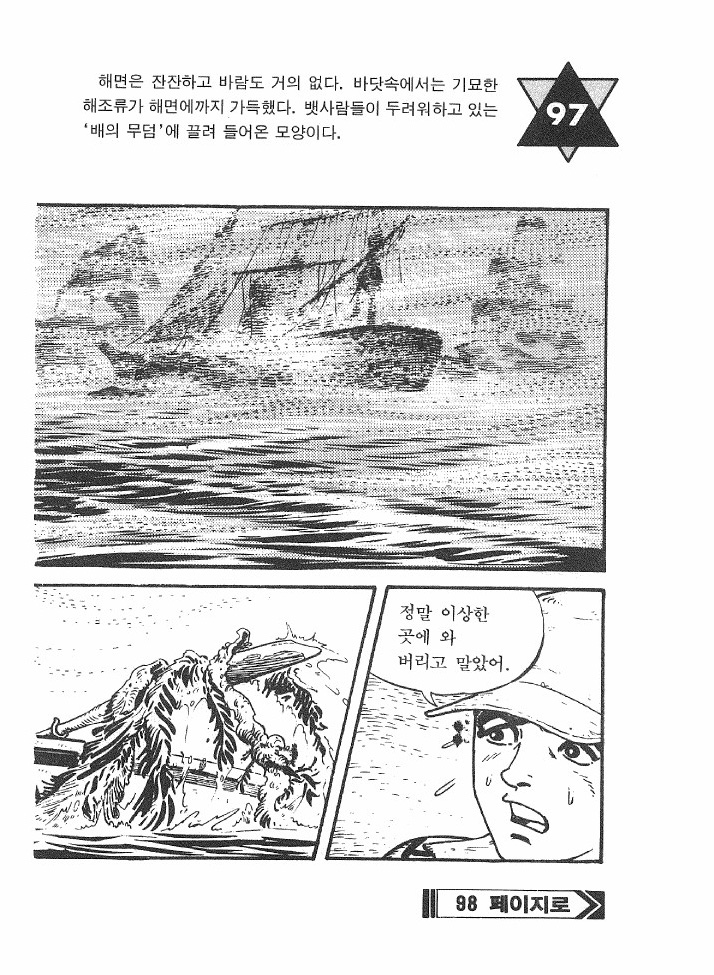 해면은 잔잔하고 바람도 거의 없다. 바닷속에서는 기묘한
해조류가 해면에까지 가득했다. 뱃사람들이 두려워하고 있는
‘배의 무덤’에 끌려 들어온 모양이다.
97
정말 이상한
곳에 와
버리고 말았어.
98 페이지로